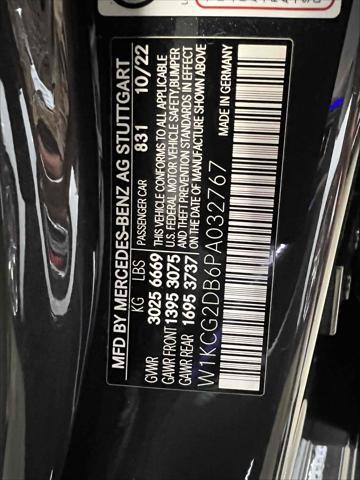 MFD BY MERCEDES-BENZ AG STUTTGART
KG LBS PASSENGER CAR 831 10/22
GVWR 3025 6669 THIS VEHICLE CONFORMS TO ALL APPLICABLE
GAWR FRONT 1395 3075 U.S. FEDERAL MOTOR VEHICLE SAFETY,BUMPER
GAWR REAR 1695 3737 AND THEFT PREVENTION STANDARDS IN EFFECT
ON THE DATE OF MANUFACTURE SHOWN ABOVE
W1KCG2DB6PA032767
MADE IN GERMANY